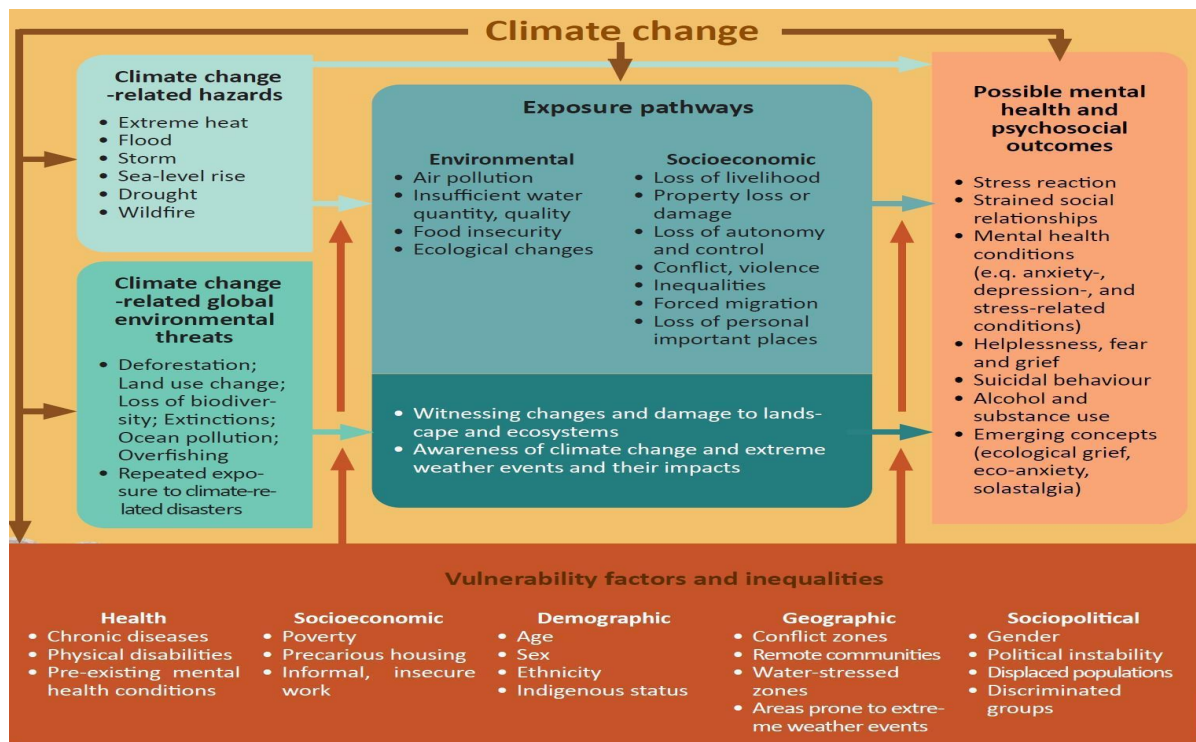 Climate change
Climate change
-related hazards
• Extreme heat
• Flood
• Storm
• Sea-level rise
• Drought
• Wildfire
Climate change
-related global
environmental
threats
• Deforestation;
Land use change;
Loss of biodiver-
sity; Extinctions;
Ocean pollution;
Overfishing
• Repeated expo-
sure to climate-re-
lated disasters
Exposure pathways
Environmental
• Air pollution
• Insufficient water
quantity, quality
• Food insecurity
• Ecological changes
Socioeconomic
• Loss of livelihood
• Property loss or
damage
• Loss of autonomy
and control
• Conflict, violence
• Inequalities
• Forced migration
• Loss of personal
important places
• Witnessing changes and damage to lands-
cape and ecosystems
• Awareness of climate change and extreme
weather events and their impacts
Possible mental
health and
psychosocial
outcomes
• Stress reaction
• Strained social
relationships
• Mental health
conditions
(e.q. anxiety-,
depression-, and
stress-related
conditions)
• Helplessness, fear
and grief
• Suicidal behaviour
• Alcohol and
substance use
• Emerging concepts
(ecological grief,
eco-anxiety,
solastalgia)
Vulnerability factors and inequalities
Health
• Chronic diseases
• Physical disabilities
• Pre-existing mental
health conditions
Socioeconomic
• Poverty
• Precarious housing
• Informal, insecure
work
Demographic
• Age
• Sex
• Ethnicity
• Indigenous status
Geographic
• Conflict zones
• Remote communities
• Water-stressed
zones
• Areas prone to extre-
me weather events
Sociopolitical
• Gender
• Political instability
• Displaced populations
• Discriminated
groups